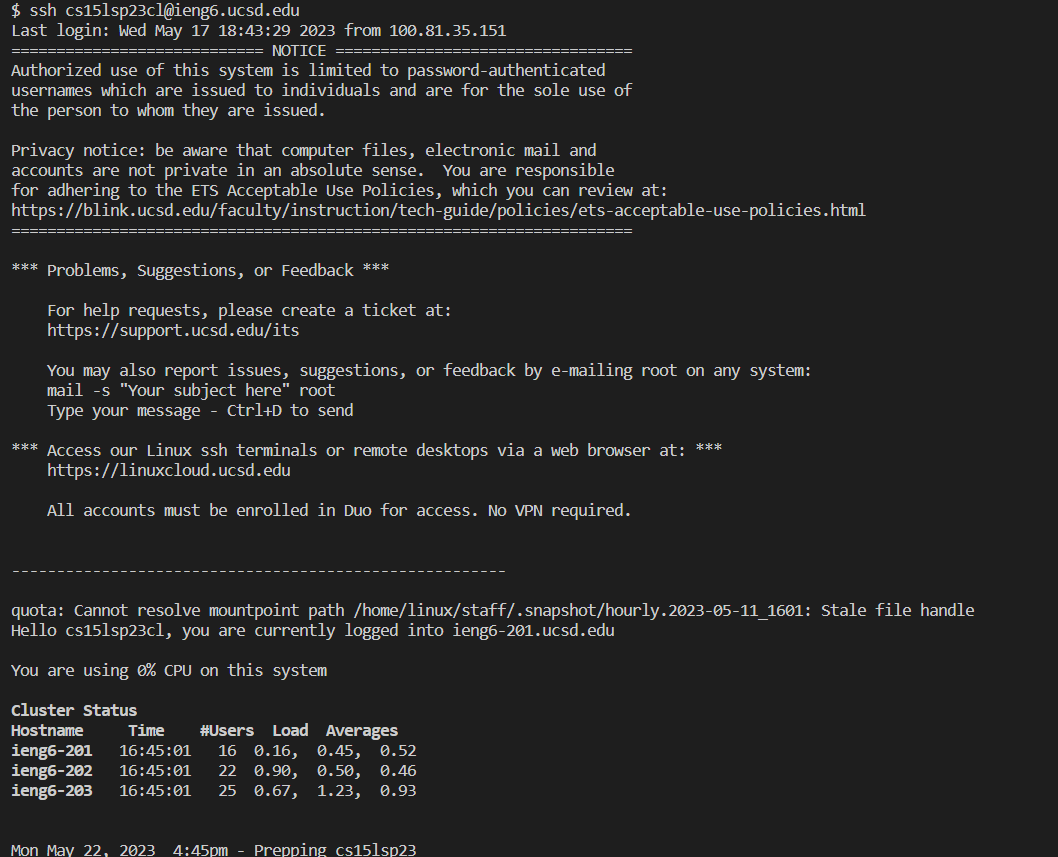 $ ssh cs15lsp23cl@ieng6.ucsd.edu
Last login: Wed May 17 18:43:29 2023 from 100.81.35.151
============================ NOTICE =================================
Authorized use of this system is limited to password-authenticated
usernames which are issued to individuals and are for the sole use of
the person to whom they are issued.

Privacy notice: be aware that computer files, electronic mail and
accounts are not private in an absolute sense.  You are responsible
for adhering to the ETS Acceptable Use Policies, which you can review at:
https://blink.ucsd.edu/faculty/instruction/tech-guide/policies/ets-acceptable-use-policies.html
=====================================================================

*** Problems, Suggestions, or Feedback ***

    For help requests, please create a ticket at:
    https://support.ucsd.edu/its

    You may also report issues, suggestions, or feedback by e-mailing root on any system:
    mail -s "Your subject here" root
    Type your message - Ctrl+D to send

*** Access our Linux ssh terminals or remote desktops via a web browser at: ***
    https://linuxcloud.ucsd.edu

    All accounts must be enrolled in Duo for access. No VPN required.


-------------------------------------------------------

quota: Cannot resolve mountpoint path /home/linux/staff/.snapshot/hourly.2023-05-11_1601: Stale file handle
Hello cs15lsp23cl, you are currently logged into ieng6-201.ucsd.edu

You are using 0% CPU on this system

Cluster Status
Hostname     Time    #Users  Load  Averages
ieng6-201   16:45:01   16  0.16,  0.45,  0.52
ieng6-202   16:45:01   22  0.90,  0.50,  0.46
ieng6-203   16:45:01   25  0.67,  1.23,  0.93


Mon May 22, 2023  4:45pm - Prepping cs15lsp23